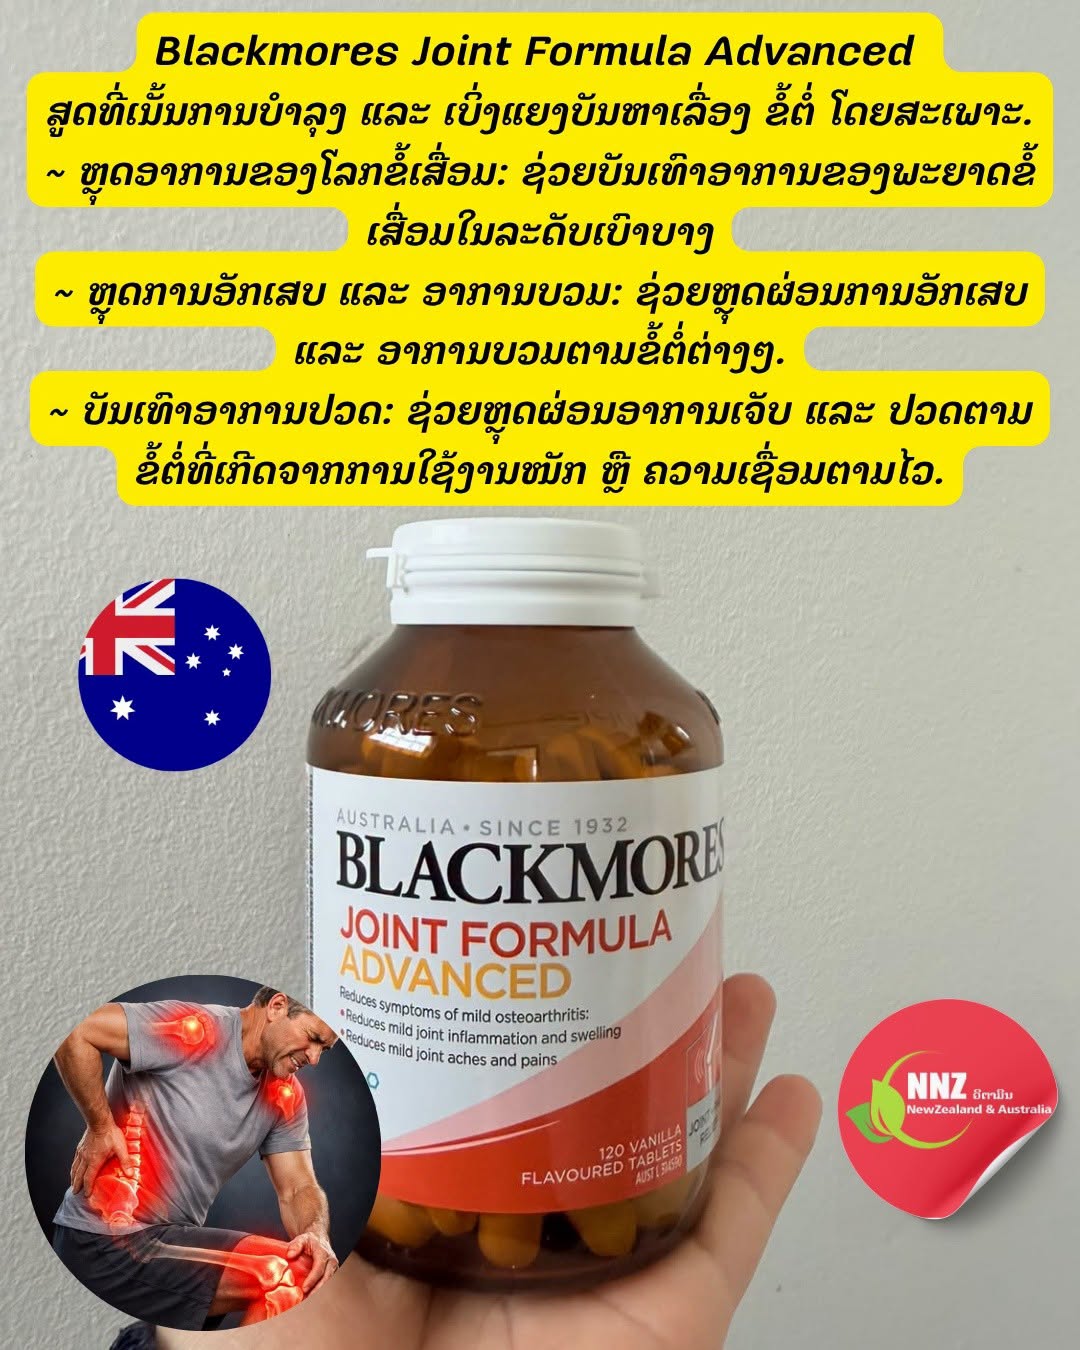 Blackmores Joint Formula Advanced
ສູດທີ່ເນັ້ນການບໍາລຸງ ແລະ ເບິ່ງແຍງບັນຫາເລື່ອງ ຂໍ້ຕໍ່ ໂດຍສະເພາະ.
~ ຫຼຸດອາການຂອງໂລກຂໍ້ເສື່ອມ: ຊ່ວຍບັນເທົາອາການຂອງພະຍາດຂໍ້
ເສື່ອມໃນລະດັບເບົາບາງ
~ ຫຼຸດການອັກເສບ ແລະ ອາການບວມ: ຊ່ວຍຫຼຸດຜ່ອນການອັກເສບ
ແລະ ອາການບວມຕາມຂໍ້ຕໍ່ຕ່າງໆ.
~ ບັນເທົາອາການປວດ: ຊ່ວຍຫຼຸດຜ່ອນອາການເຈັບ ແລະ ປວດຕາມ
ຂໍ້ຕໍ່ທີ່ເກີດຈາກການໃຊ້ງານໜັກ ຫຼື ຄວາມເຊື່ອມຕາມໄວ.
AUSTRALIA • SINCE 1932
BLACKMORES
JOINT FORMULA
ADVANCED
Reduces symptoms of mild osteoarthritis:
•Reduces mild joint inflammation and swelling
•Reduces mild joint aches and pains
120 VANILLA
FLAVOURED TABLETS
AUST L 314590
JOINT
NNZ ວິຕາມິນ
NewZealand & Australia